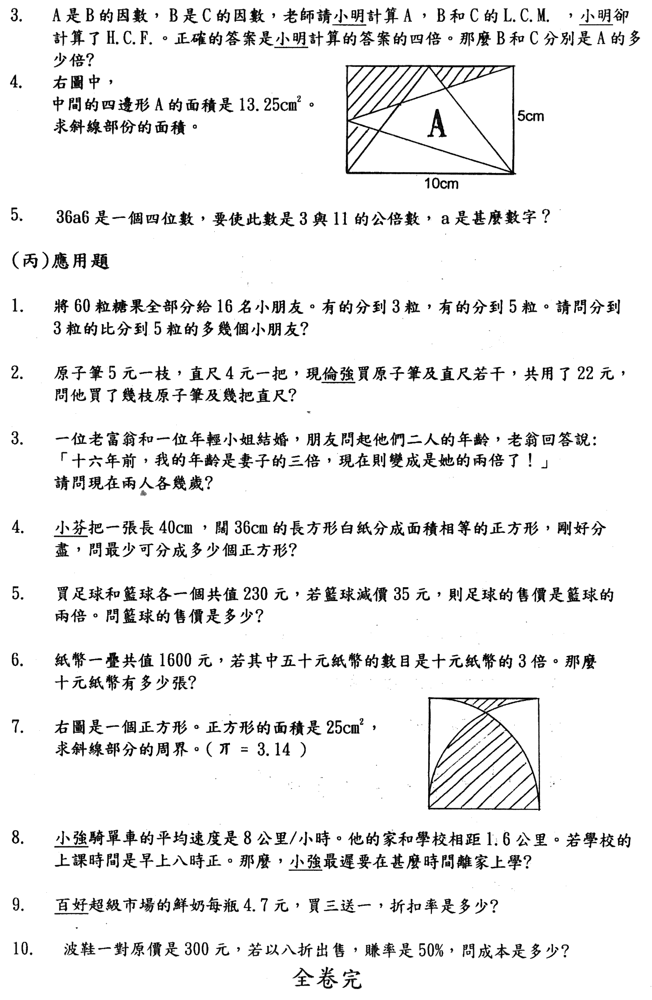 3. A是B的因數，B是C的因數，老師請小明計算A，B和C的L.C.M.，小明卻
計算了H.C.F.。正確的答案是小明計算的答案的四倍。那麼B和C分別是A的多
少倍?
4. 右圖中，
中間的四邊形A的面積是13.25cm²。
求斜線部份的面積。
A
5cm
10cm
5. 36a6是一個四位數，要使此數是3與11的公倍數，a是甚麼數字？
(丙)應用題
1. 將60粒糖果全部分給16名小朋友。有的分到3粒，有的分到5粒。請問分到
3粒的比分到5粒的多幾個小朋友?
2. 原子筆5元一枝，直尺4元一把，現倫強買原子筆及直尺若干，共用了22元，
問他買了幾枝原子筆及幾把直尺?
3. 一位老富翁和一位年輕小姐結婚，朋友問起他們二人的年齡，老翁回答說:
「十六年前，我的年齡是妻子的三倍，現在則變成是她的兩倍了！」
請問現在兩人各幾歲?
4. 小芬把一張長40cm，闊36cm的長方形白紙分成面積相等的正方形，剛好分
盡，問最少可分成多少個正方形?
5. 買足球和籃球各一個共值230元，若籃球減價35元，則足球的售價是籃球的
兩倍。問籃球的售價是多少?
6. 紙幣一疊共值1600元，若其中五十元紙幣的數目是十元紙幣的3倍。那麼
十元紙幣有多少張?
7. 右圖是一個正方形。正方形的面積是25cm²，
求斜線部分的周界。(π = 3.14 )
8. 小強騎單車的平均速度是8公里/小時。他的家和學校相距1.6公里。若學校的
上課時間是早上八時正。那麼，小強最遲要在甚麼時間離家上學?
9. 百好超級市場的鮮奶每瓶4.7元，買三送一，折扣率是多少?
10. 波鞋一對原價是300元，若以八折出售，賺率是50%，問成本是多少?
全卷完